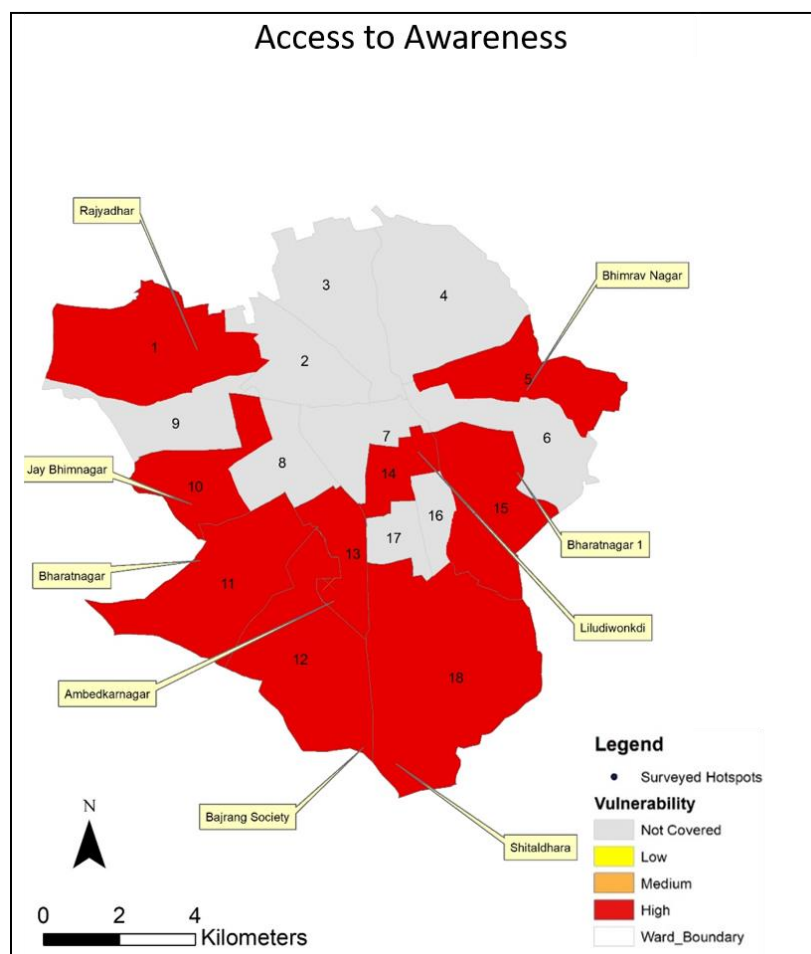 Access to Awareness
Rajyadhar
Bhimrav Nagar
3
4
1
2
5
9
7
6
8
14
Jay Bhimnagar
10
15
16
17
13
Bharatnagar 1
Bharatnagar
11
Liludiwonkdi
12
18
Ambedkarnagar
Bajrang Society
Shitaldhara
Legend
Surveyed Hotspots
Vulnerability
Not Covered
Low
Medium
High
Ward_Boundary
N
0 2 4
Kilometers